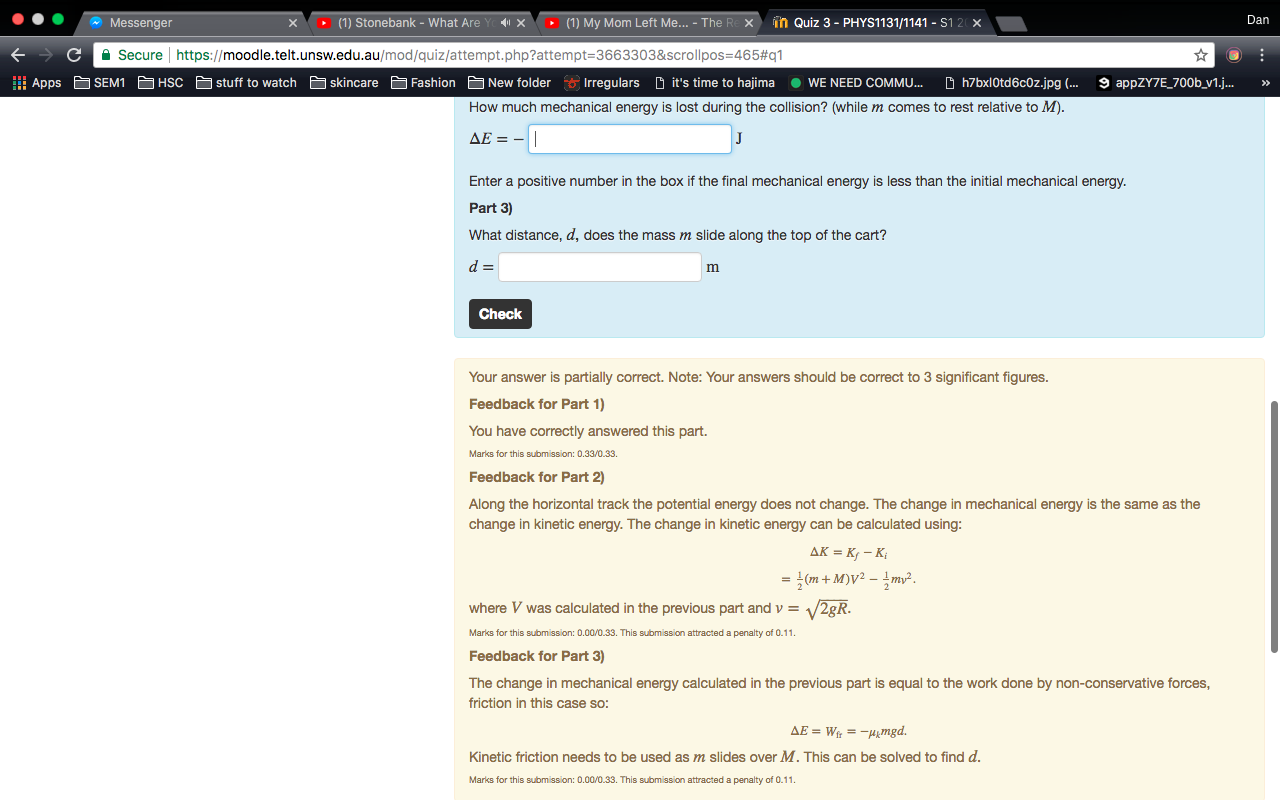 Messenger
(1) Stonebank - What Are Y
(1) My Mom Left Me... - The R
Quiz 3 - PHYS1131/1141 - S1 2
Dan
Secure
https://moodle.telt.unsw.edu.au/mod/quiz/attempt.php?attempt=3663303&scrollpos=465#q1
Apps
SEM1
HSC
stuff to watch
skincare
Fashion
New folder
Irregulars
it's time to hajima
WE NEED COMMU...
h7bxl0td6c0z.jpg (...
9 appZY7E_700b_v1.j...
»
How much mechanical energy is lost during the collision? (while m comes to rest relative to M).
ΔE = − J
Enter a positive number in the box if the final mechanical energy is less than the initial mechanical energy.
Part 3)
What distance, d, does the mass m slide along the top of the cart?
d = m
Check
Your answer is partially correct. Note: Your answers should be correct to 3 significant figures.
Feedback for Part 1)
You have correctly answered this part.
Marks for this submission: 0.33/0.33.
Feedback for Part 2)
Along the horizontal track the potential energy does not change. The change in mechanical energy is the same as the
change in kinetic energy. The change in kinetic energy can be calculated using:
ΔK = K_f − K_i
= 1/2(m + M)V² − 1/2mv².
where V was calculated in the previous part and v = √2gR.
Marks for this submission: 0.00/0.33. This submission attracted a penalty of 0.11.
Feedback for Part 3)
The change in mechanical energy calculated in the previous part is equal to the work done by non-conservative forces,
friction in this case so:
ΔE = W_fr = −μ_k mgd.
Kinetic friction needs to be used as m slides over M. This can be solved to find d.
Marks for this submission: 0.00/0.33. This submission attracted a penalty of 0.11.